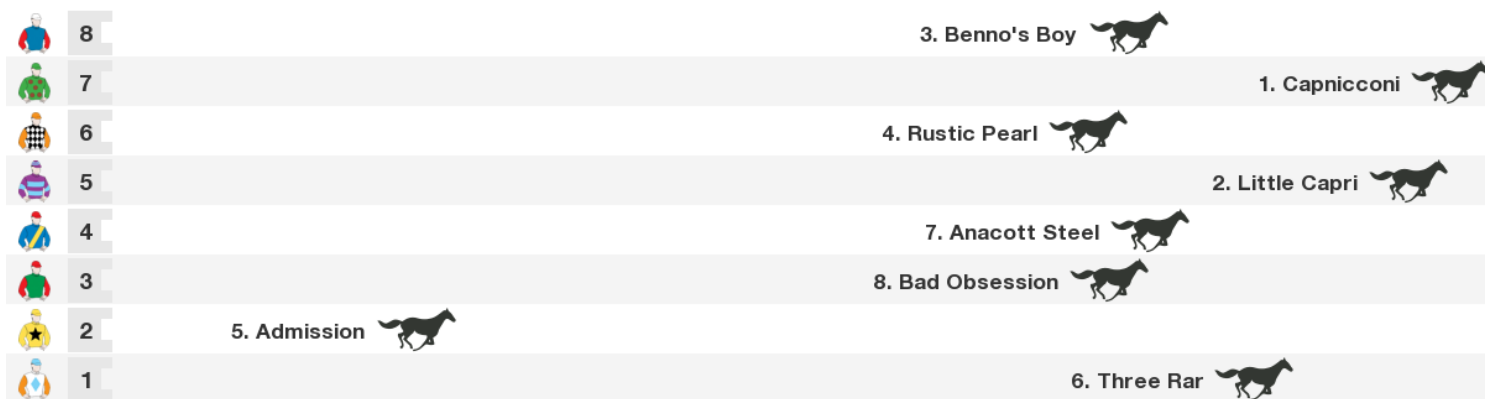 8 3. Benno's Boy
7 1. Capnicconi
6 4. Rustic Pearl
5 2. Little Capri
4 7. Anacott Steel
3 8. Bad Obsession
2 5. Admission
1 6. Three Rar